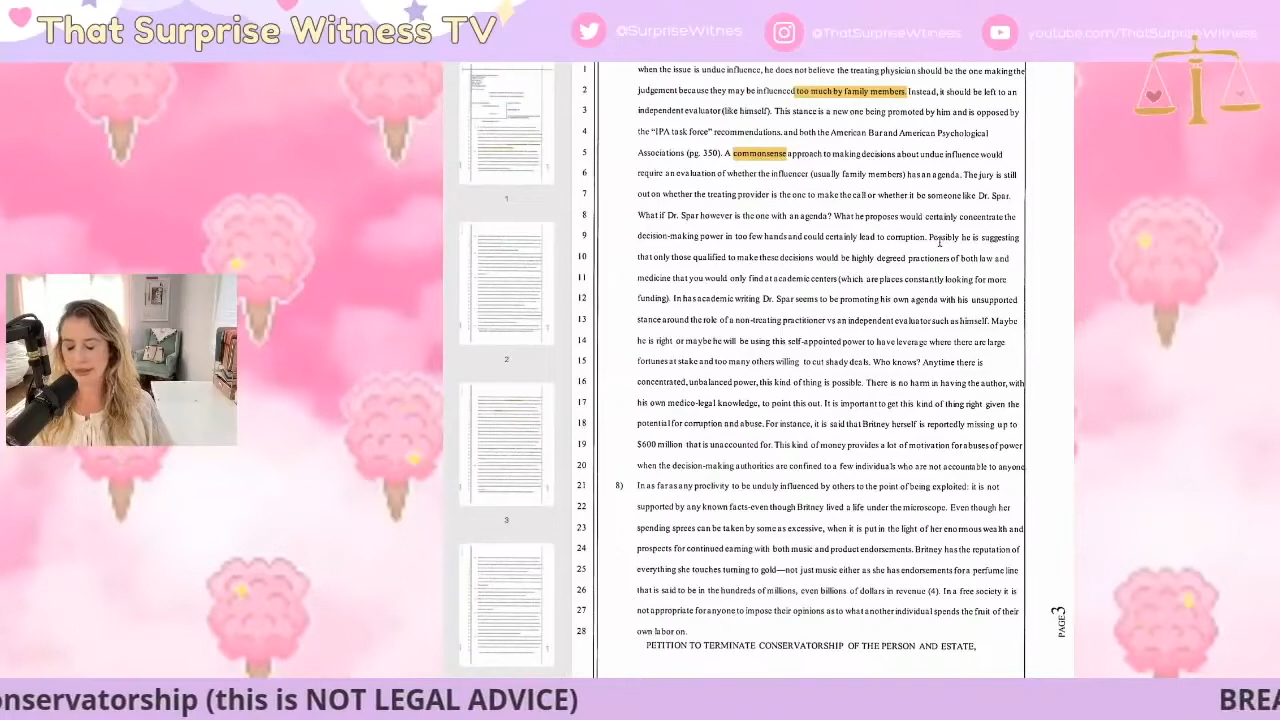 That Surprise Witness TV
@SurpriseWitnes
@ThatSurpriseWitness
youtube.com/ThatSurpriseWitness
1 when the issue is undue influence, he does not believe the treating physician should be the one making the
2 judgement because they may be influenced too much by family members. Instead, it should be left to an
3 independent evaluator (like himself). This stance is a new one being promoted by him and is opposed by
4 the "PA task force" recommendations, and both the American Bar and American Psychological
5 Associations (pg. 350). A commonsense approach to making decisions about undue influence would
6 require an evaluation of whether the influencer (usually family members) has an agenda. The jury is still
7 out on whether the treating provider is the one to make the call or whether it be someone like Dr. Spar.
8 What if Dr. Spar however is the one with an agenda? What he proposes would certainly concentrate the
9 decision-making power in too few hands and could certainly lead to corruption. Possibly he is suggesting
10 that only those qualified to make these decisions would be highly degreed practioners of both law and
11 medicine that you would only find at academic centers (which are places constantly looking for more
12 funding). In has academic writing Dr. Spar seems to be promoting his own agenda with his unsupported
13 stance around the role of a non-treating practitioner vs an independent evaluator such as himself. Maybe
14 he is right or maybe he will be using this self-appointed power to have leverage where there are large
15 fortunes at stake and too many others willing to cut shady deals. Who knows? Anytime there is
16 concentrated, unbalanced power, this kind of thing is possible. There is no harm in having the author, with
17 his own medico-legal knowledge, to point this out. It is important to get this kind of thing right given the
18 potential for corruption and abuse. For instance, it is said that Britney herself is reportedly missing up to
19 $600 million that is unaccounted for. This kind of money provides a lot of motivation for abuses of power
20 when the decision-making authorities are confined to a few individuals who are not accountable to anyone
21 8) In as far as any proclivity to be unduly influenced by others to the point of being exploited: it is not
22 supported by any known facts-even though Britney lived a life under the microscope. Even though her
23 spending sprees can be taken by some as excessive, when it is put in the light of her enormous wealth and
24 prospects for continued earning with both music and product endorsements. Britney has the reputation of
25 everything she touches turning to gold—not just music either as she has endorsements for a perfume line
26 that is said to be in the hundreds of millions, even billions of dollars in revenue (4). In a free society it is
27 not appropriate for anyone to impose their opinions as to what another individual spends the fruit of their
28 own labor on.
PETITION TO TERMINATE CONSERVATORSHIP OF THE PERSON AND ESTATE,
PAGE 3
1
2
3
onservatorship (this is NOT LEGAL ADVICE)
BREA